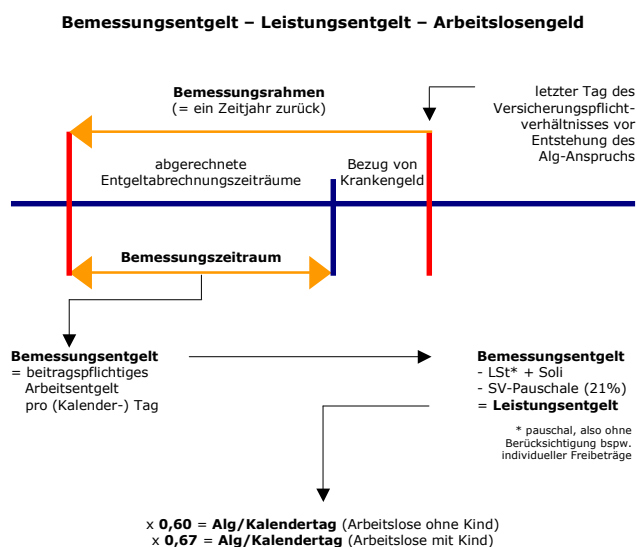 Bemessungsentgelt – Leistungsentgelt – Arbeitslosengeld
Bemessungsrahmen
(= ein Zeitjahr zurück)
letzter Tag des
Versicherungspflicht-
verhältnisses vor
Entstehung des
Alg-Anspruchs
abgerechnete
Entgeltabrechnungszeiträume
Bezug von
Krankengeld
Bemessungszeitraum
Bemessungsentgelt
= beitragspflichtiges
Arbeitsentgelt
pro (Kalender-) Tag
Bemessungsentgelt
- LSt* + Soli
- SV-Pauschale (21%)
= Leistungsentgelt
* pauschal, also ohne
Berücksichtigung bspw.
individueller Freibeträge
x 0,60 = Alg/Kalendertag (Arbeitslose ohne Kind)
x 0,67 = Alg/Kalendertag (Arbeitslose mit Kind)